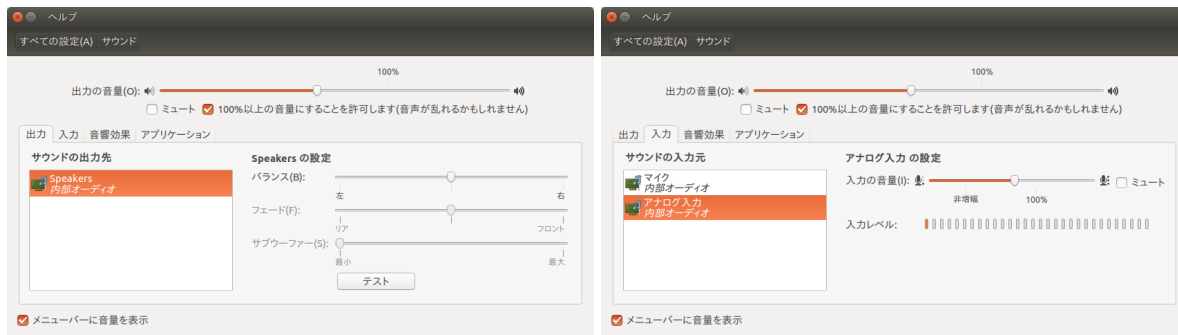 ヘルプ
すべての設定(A) サウンド
100%
出力の音量(O):
ミュート 100%以上の音量にすることを許可します(音声が乱れるかもしれません)
出力 入力 音響効果 アプリケーション
サウンドの出力先
Speakers
内部オーディオ
Speakers の設定
バランス(B):
左 右
フェード(F):
リア フロント
サブウーファー(S):
最小 最大
テスト
メニューバーに音量を表示
ヘルプ
すべての設定(A) サウンド
100%
出力の音量(O):
ミュート 100%以上の音量にすることを許可します(音声が乱れるかもしれません)
出力 入力 音響効果 アプリケーション
サウンドの入力元
マイク
内部オーディオ
アナログ入力
内部オーディオ
アナログ入力 の設定
入力の音量(I): ミュート
非増幅 100%
入力レベル:
メニューバーに音量を表示